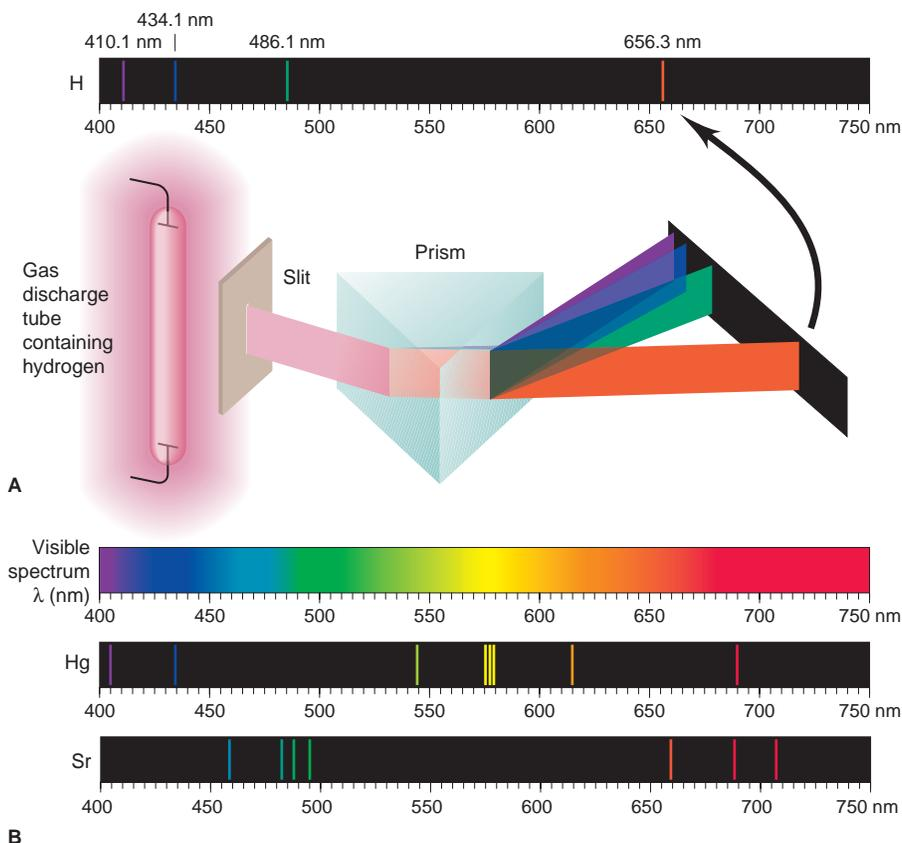 434.1 nm
410.1 nm
486.1 nm
656.3 nm
H
400 450 500 550 600 650 700 750 nm
Gas
discharge
tube
containing
hydrogen
Slit
Prism
A
Visible
spectrum
λ (nm)
400 450 500 550 600 650 700 750 nm
Hg
400 450 500 550 600 650 700 750 nm
Sr
400 450 500 550 600 650 700 750 nm
B